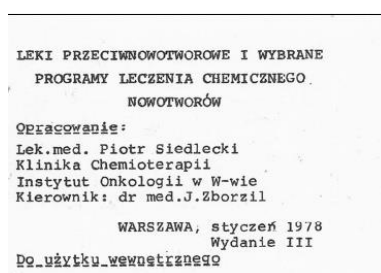 LEKI PRZECIWNOWOTWOROWE I WYBRANE
PROGRAMY LECZENIA CHEMICZNEGO
NOWOTWORÓW
Opracowanie:
Lek.med. Piotr Siedlecki
Klinika Chemioterapii
Instytut Onkologii w W-wie
Kierownik: dr med.J.Zborzil
WARSZAWA, styczeń 1978
Wydanie III
Do użytku wewnętrznego